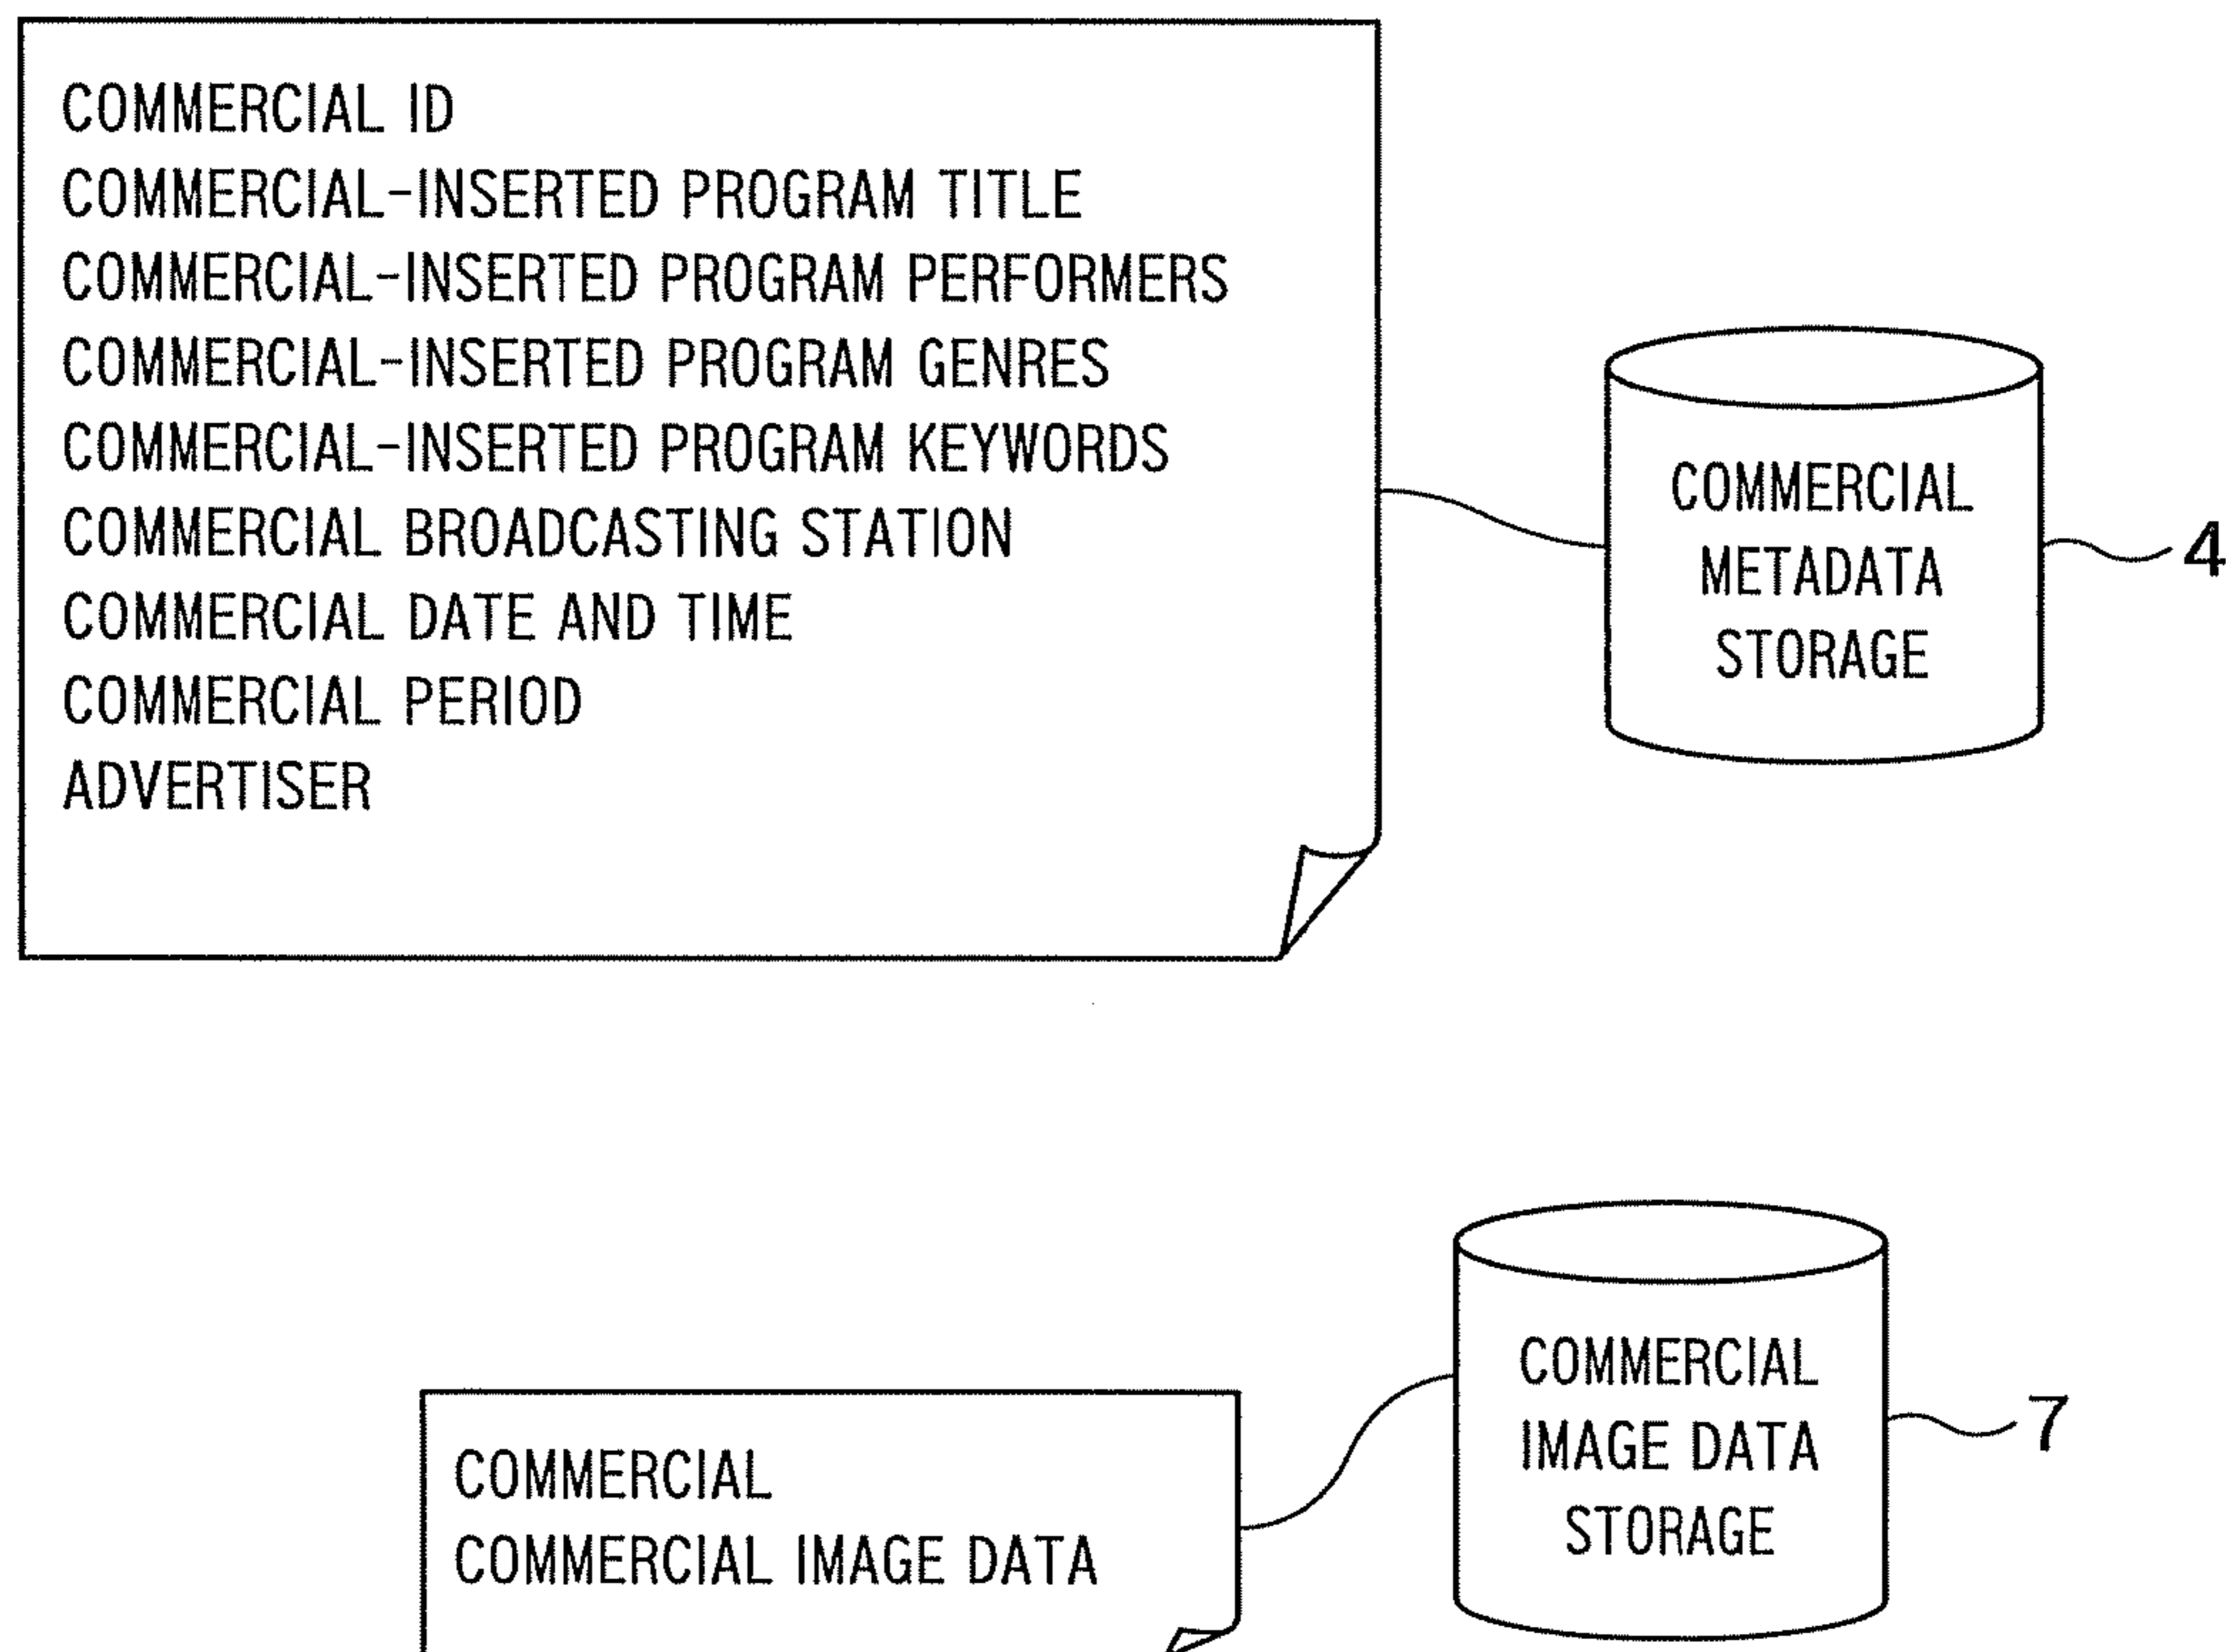 COMMERCIAL ID
COMMERCIAL-INSERTED PROGRAM TITLE
COMMERCIAL-INSERTED PROGRAM PERFORMERS
COMMERCIAL-INSERTED PROGRAM GENRES
COMMERCIAL-INSERTED PROGRAM KEYWORDS
COMMERCIAL BROADCASTING STATION
COMMERCIAL DATE AND TIME
COMMERCIAL PERIOD
ADVERTISER
COMMERCIAL
METADATA
STORAGE
4
COMMERCIAL
COMMERCIAL IMAGE DATA
COMMERCIAL
IMAGE DATA
STORAGE
7